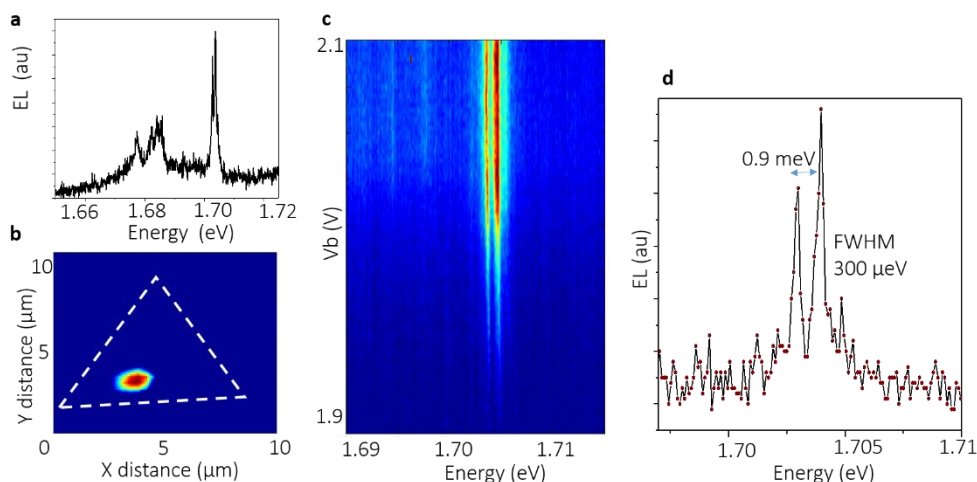 a
EL (au)
1.66
1.68
1.70
1.72
Energy (eV)
b
10
5
0
5
10
Y distance (µm)
X distance (µm)
c
2.1
Vb (V)
1.9
1.69
1.70
1.71
Energy (eV)
d
0.9 meV
FWHM
300 µeV
EL (au)
1.70
1.705
1.71
Energy (eV)